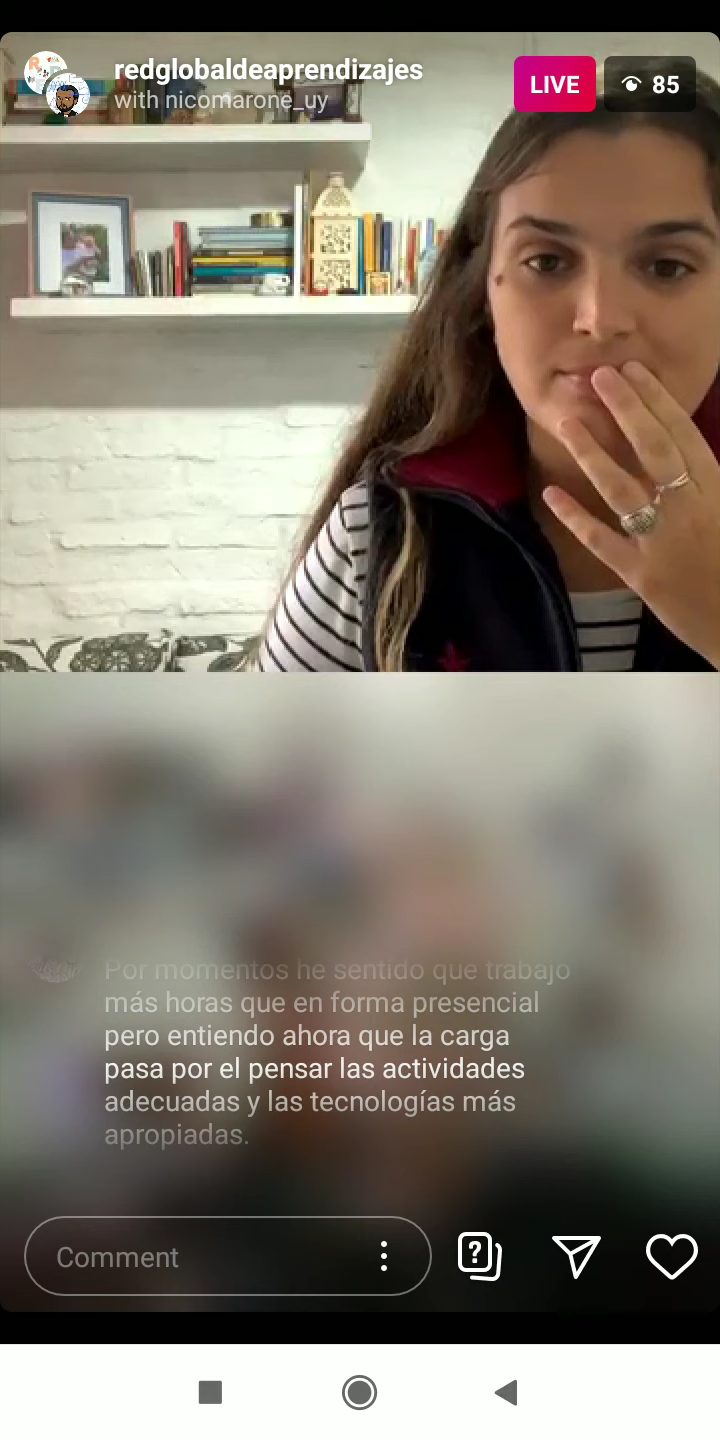 redglobaldeaprendizajes
with nicomarone_uy
LIVE
85
Por momentos he sentido que trabajo
más horas que en forma presencial
pero entiendo ahora que la carga
pasa por el pensar las actividades
adecuadas y las tecnologías más
apropiadas.
Comment